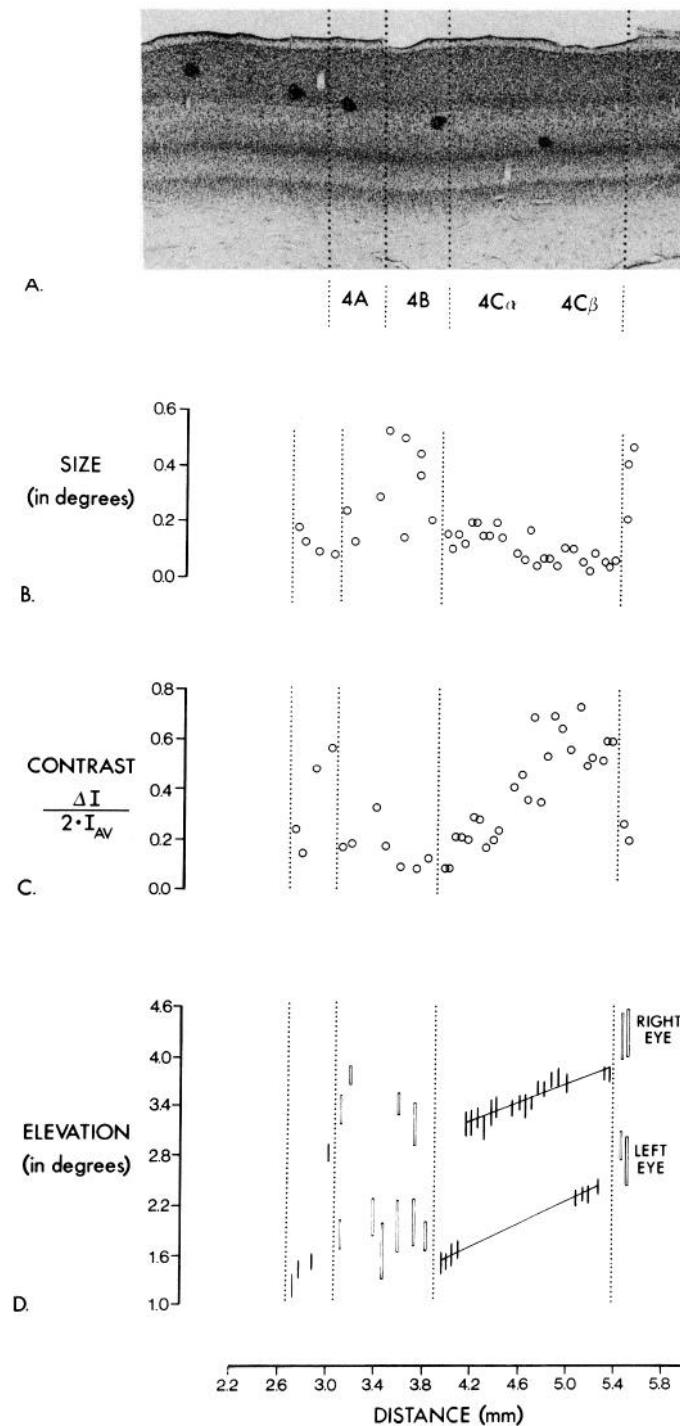 A.
4A 4B 4Cα 4Cβ
0.6
0.4
0.2
0.0
SIZE
(in degrees)
B.
0.8
0.6
0.4
0.2
0.0
CONTRAST
ΔI
2•I AV
C.
4.6
4.0
3.4
2.8
2.2
1.6
1.0
ELEVATION
(in degrees)
RIGHT
EYE
LEFT
EYE
D.
2.2 2.6 3.0 3.4 3.8 4.2 4.6 5.0 5.4 5.8
DISTANCE (mm)